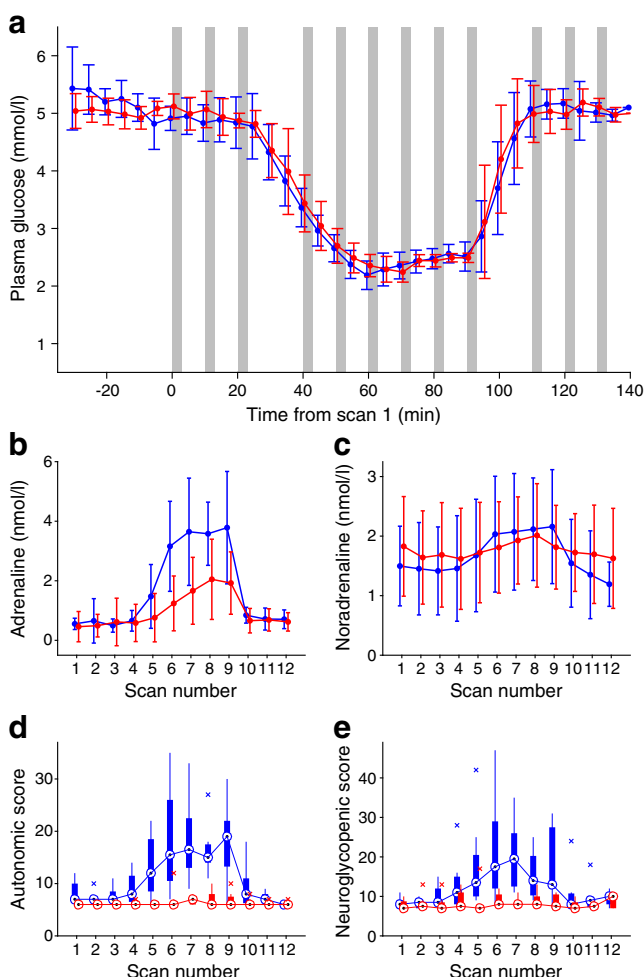 a
Plasma glucose (mmol/l)
6
5
4
3
2
1
-20 0 20 40 60 80 100 120 140
Time from scan 1 (min)
b
Adrenaline (nmol/l)
6
4
2
0
1 2 3 4 5 6 7 8 9 10 11 12
Scan number
c
Noradrenaline (nmol/l)
3
2
1
0
1 2 3 4 5 6 7 8 9 10 11 12
Scan number
d
Autonomic score
30
20
10
0
1 2 3 4 5 6 7 8 9 10 11 12
Scan number
e
Neuroglycopenic score
40
30
20
10
0
1 2 3 4 5 6 7 8 9 10 11 12
Scan number